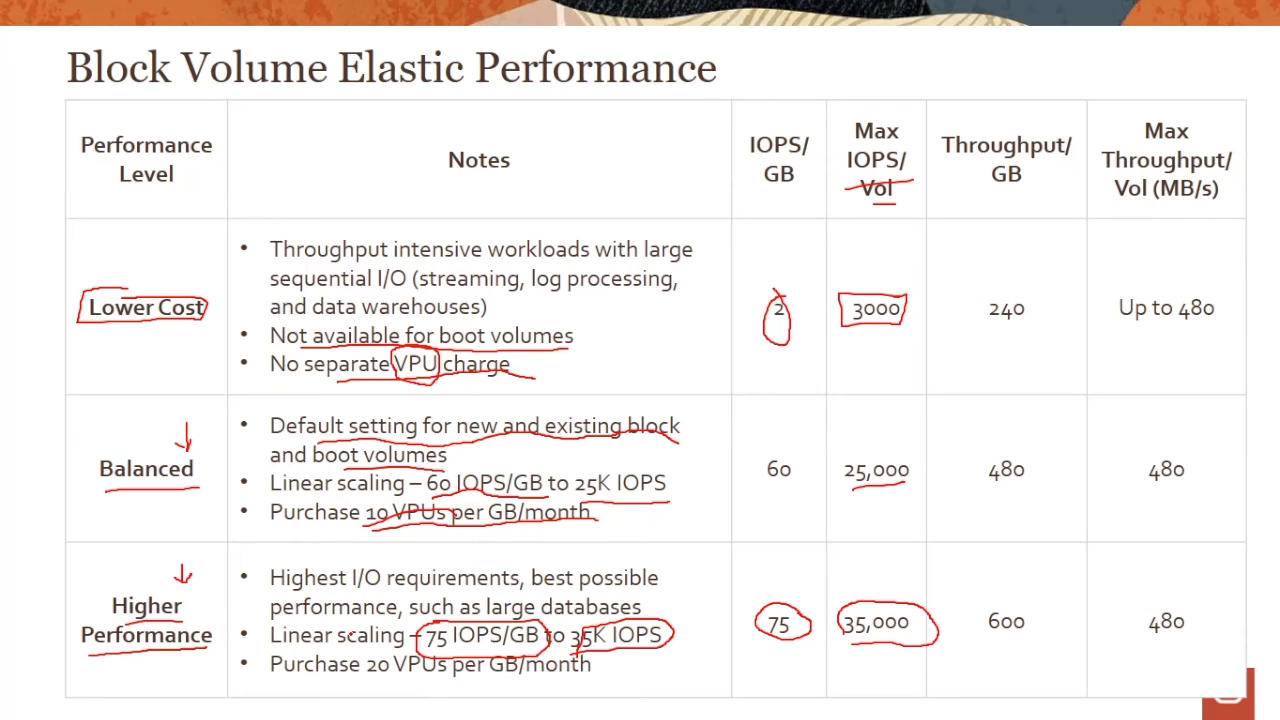 Block Volume Elastic Performance
Performance
Level
Notes
IOPS/
GB
Max
IOPS/
Vol
Throughput/
GB
Max
Throughput/
Vol (MB/s)
Lower Cost
• Throughput intensive workloads with large
sequential I/O (streaming, log processing,
and data warehouses)
• Not available for boot volumes
• No separate VPU charge
2
3000
240
Up to 480
Balanced
• Default setting for new and existing block
and boot volumes
• Linear scaling – 60 IOPS/GB to 25K IOPS
• Purchase 10 VPUs per GB/month
60
25,000
480
480
Higher
Performance
• Highest I/O requirements, best possible
performance, such as large databases
• Linear scaling – 75 IOPS/GB to 35K IOPS
• Purchase 20 VPUs per GB/month
75
35,000
600
480